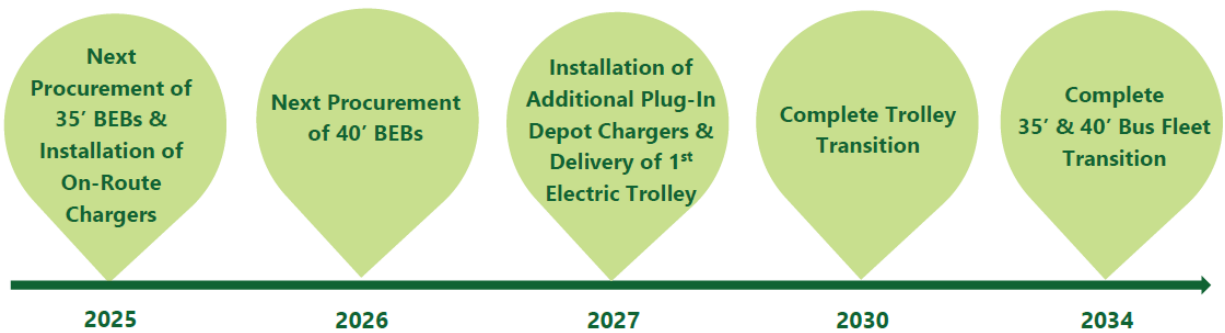 Next
Procurement of
35’ BEBs &
Installation of
On-Route
Chargers
Next Procurement
of 40’ BEBs
Installation of
Additional Plug-In
Depot Chargers &
Delivery of 1st
Electric Trolley
Complete Trolley
Transition
Complete
35’ & 40’ Bus Fleet
Transition
2025
2026
2027
2030
2034